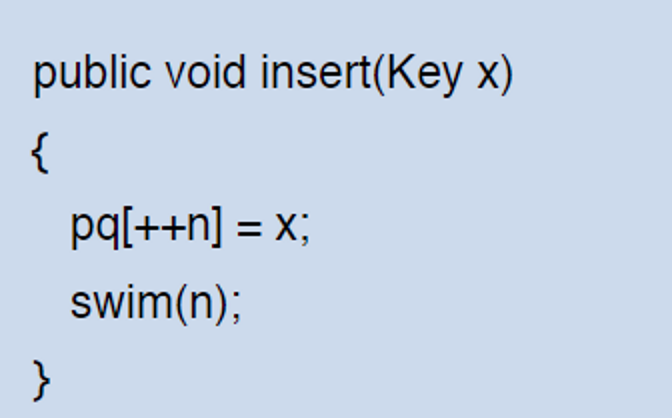 public void insert(Key x)
{
pq[++n] = x;
swim(n);
}